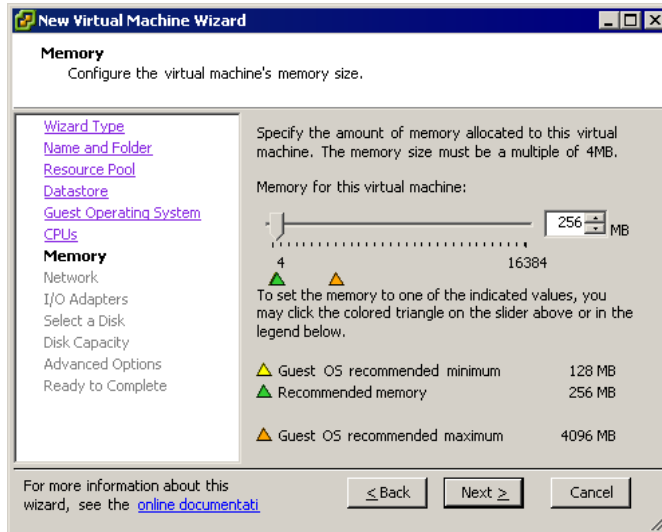 New Virtual Machine Wizard
Memory
Configure the virtual machine's memory size.
Wizard Type
Name and Folder
Resource Pool
Datastore
Guest Operating System
CPUs
Memory
Network
I/O Adapters
Select a Disk
Disk Capacity
Advanced Options
Ready to Complete
Specify the amount of memory allocated to this virtual
machine. The memory size must be a multiple of 4MB.
Memory for this virtual machine:
256 MB
4 16384
To set the memory to one of the indicated values, you
may click the colored triangle on the slider above or in the
legend below.
Guest OS recommended minimum 128 MB
Recommended memory 256 MB
Guest OS recommended maximum 4096 MB
For more information about this
wizard, see the online documentati
< Back Next > Cancel